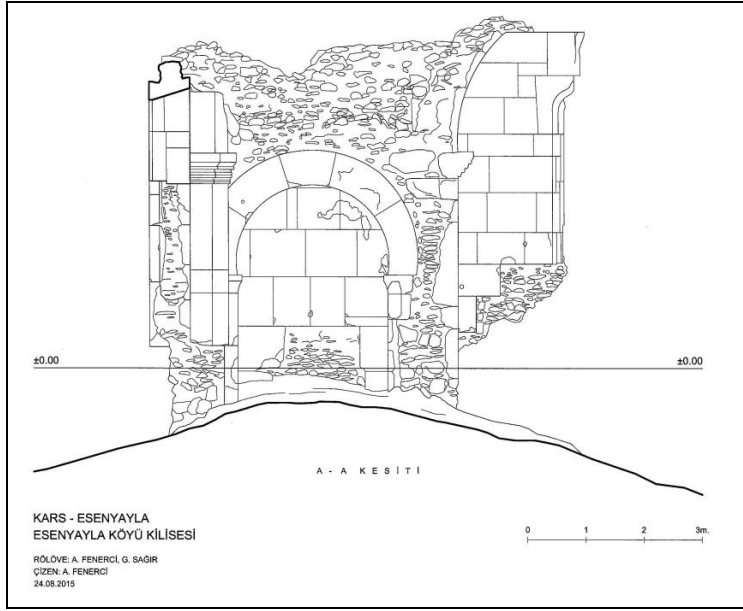 ±0.00 ±0.00
A - A KESİTİ
KARS - ESENYAYLA
ESENYAYLA KÖYÜ KİLİSESİ
RÖLÖVE: A. FENERCİ, G. SAĞIR
ÇİZEN: A. FENERCİ
24.08.2015
0 1 2 3m.